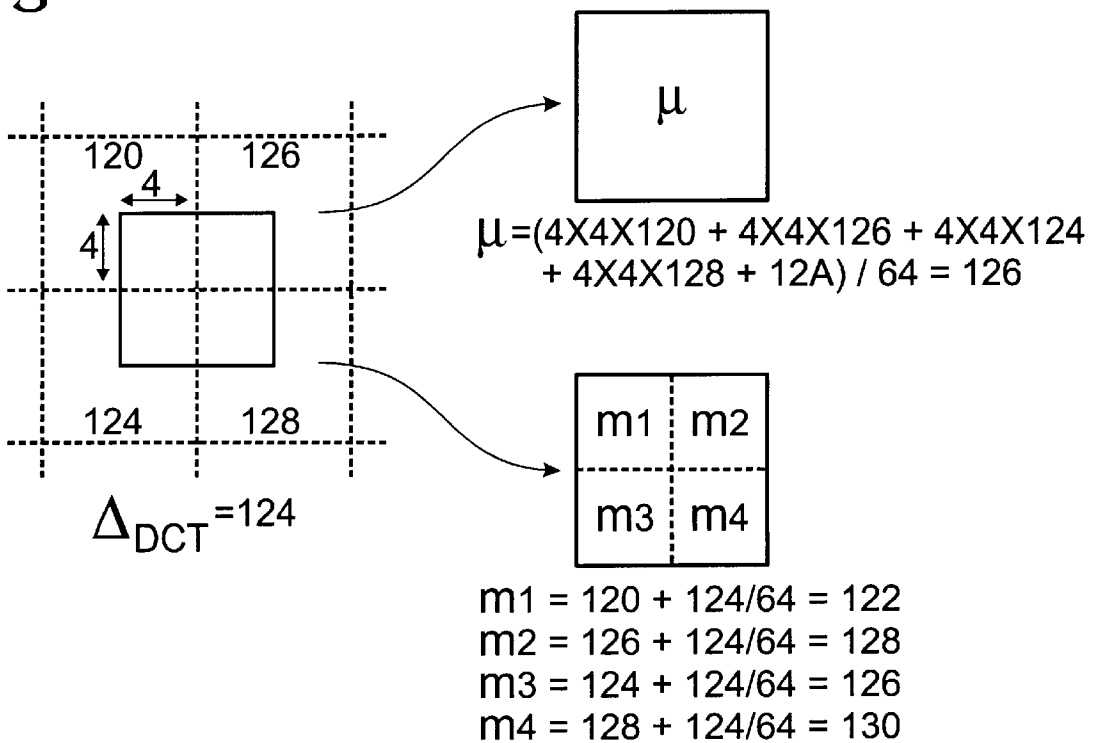 g
μ
120 126
4
4
μ=(4X4X120 + 4X4X126 + 4X4X124
+ 4X4X128 + 12A) / 64 = 126
124 128
m1 m2
m3 m4
ΔDCT =124
m1 = 120 + 124/64 = 122
m2 = 126 + 124/64 = 128
m3 = 124 + 124/64 = 126
m4 = 128 + 124/64 = 130